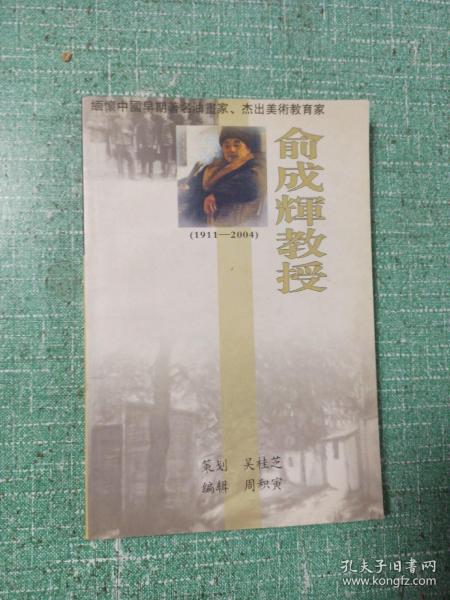 缅懷中國早期著名油畫家、杰出美術教育家
俞成輝教授
(1911—2004)
策划 吴桂芝
编辑 周积寅
孔夫子旧书网
www.kongfz.com